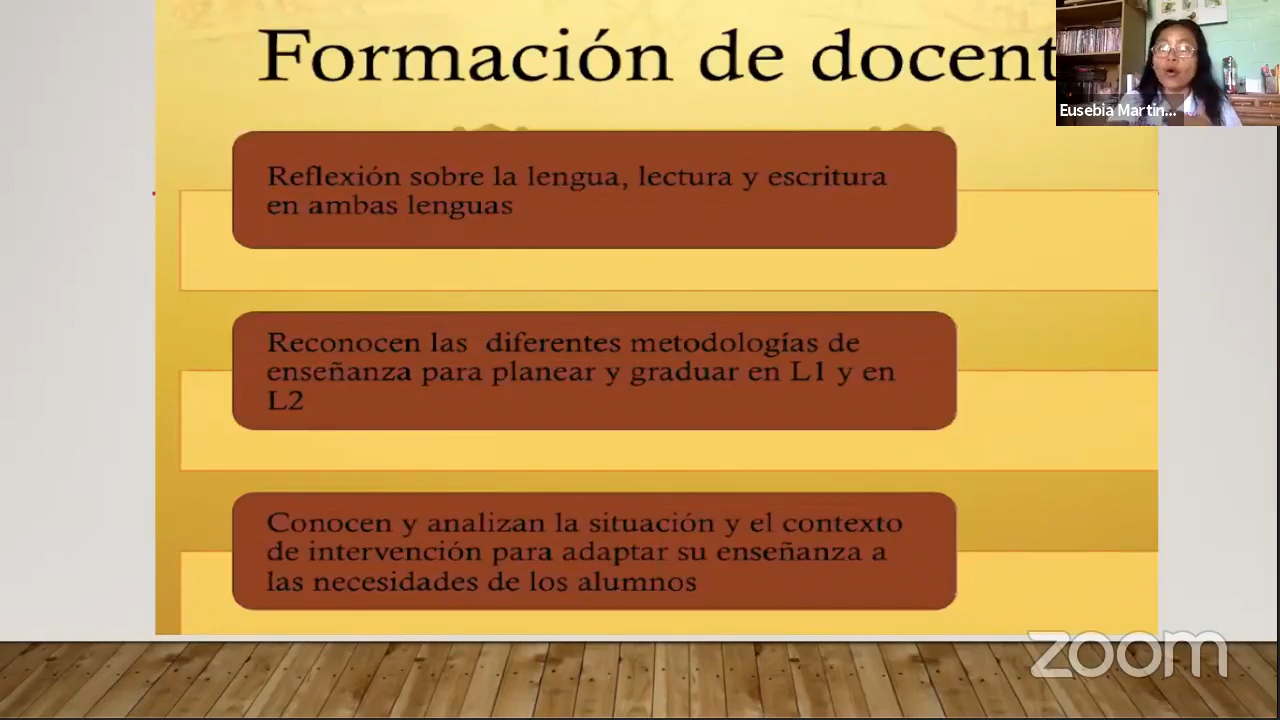 Formación de docent
Eusebia Martin...
Reflexión sobre la lengua, lectura y escritura
en ambas lenguas
Reconocen las diferentes metodologías de
enseñanza para planear y graduar en L1 y en
L2
Conocen y analizan la situación y el contexto
de intervención para adaptar su enseñanza a
las necesidades de los alumnos
zoom